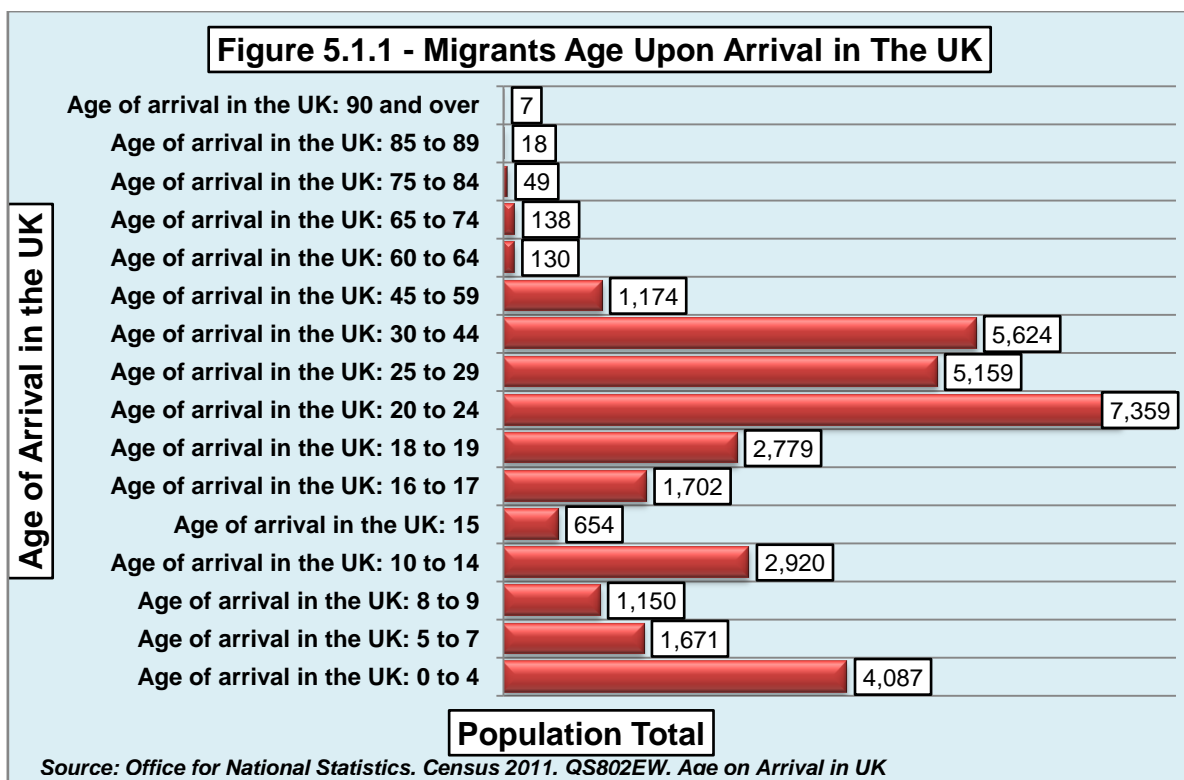 Figure 5.1.1 - Migrants Age Upon Arrival in The UK
Age of Arrival in the UK
Age of arrival in the UK: 90 and over 7
Age of arrival in the UK: 85 to 89 18
Age of arrival in the UK: 75 to 84 49
Age of arrival in the UK: 65 to 74 138
Age of arrival in the UK: 60 to 64 130
Age of arrival in the UK: 45 to 59 1,174
Age of arrival in the UK: 30 to 44 5,624
Age of arrival in the UK: 25 to 29 5,159
Age of arrival in the UK: 20 to 24 7,359
Age of arrival in the UK: 18 to 19 2,779
Age of arrival in the UK: 16 to 17 1,702
Age of arrival in the UK: 15 654
Age of arrival in the UK: 10 to 14 2,920
Age of arrival in the UK: 8 to 9 1,150
Age of arrival in the UK: 5 to 7 1,671
Age of arrival in the UK: 0 to 4 4,087
Population Total
Source: Office for National Statistics. Census 2011. QS802EW. Age on Arrival in UK